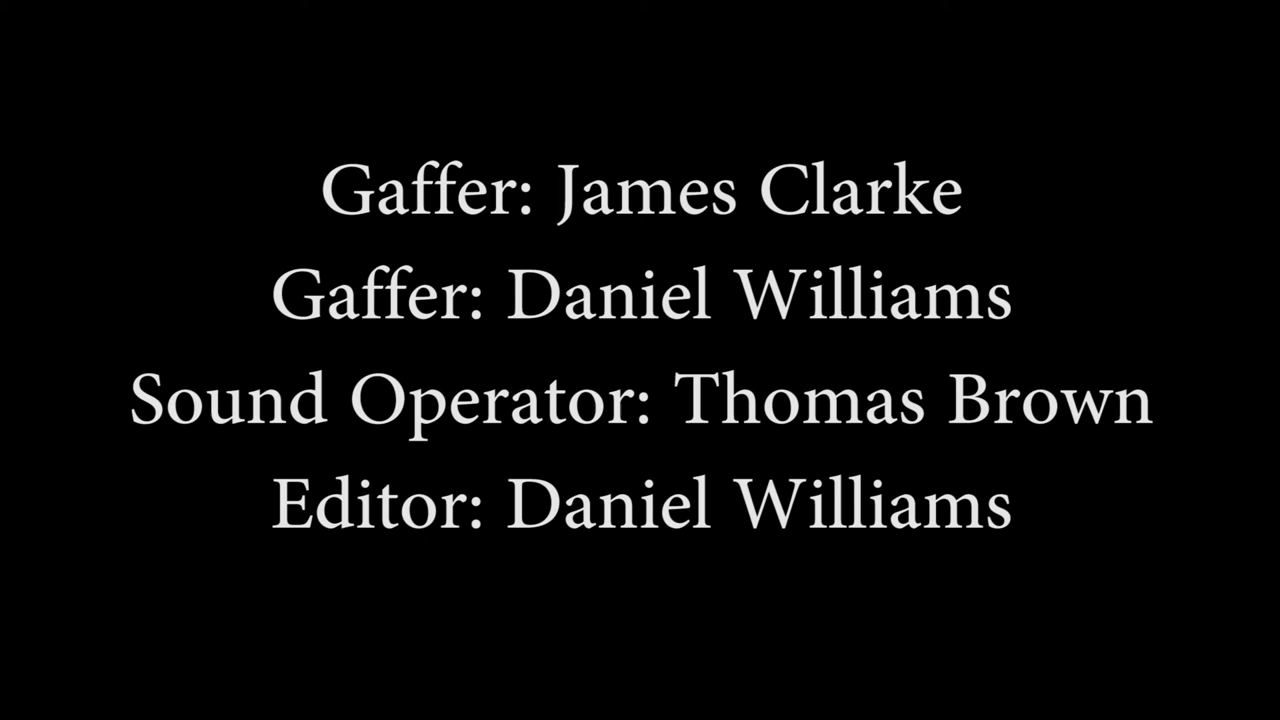 Gaffer: James Clarke
Gaffer: Daniel Williams
Sound Operator: Thomas Brown
Editor: Daniel Williams